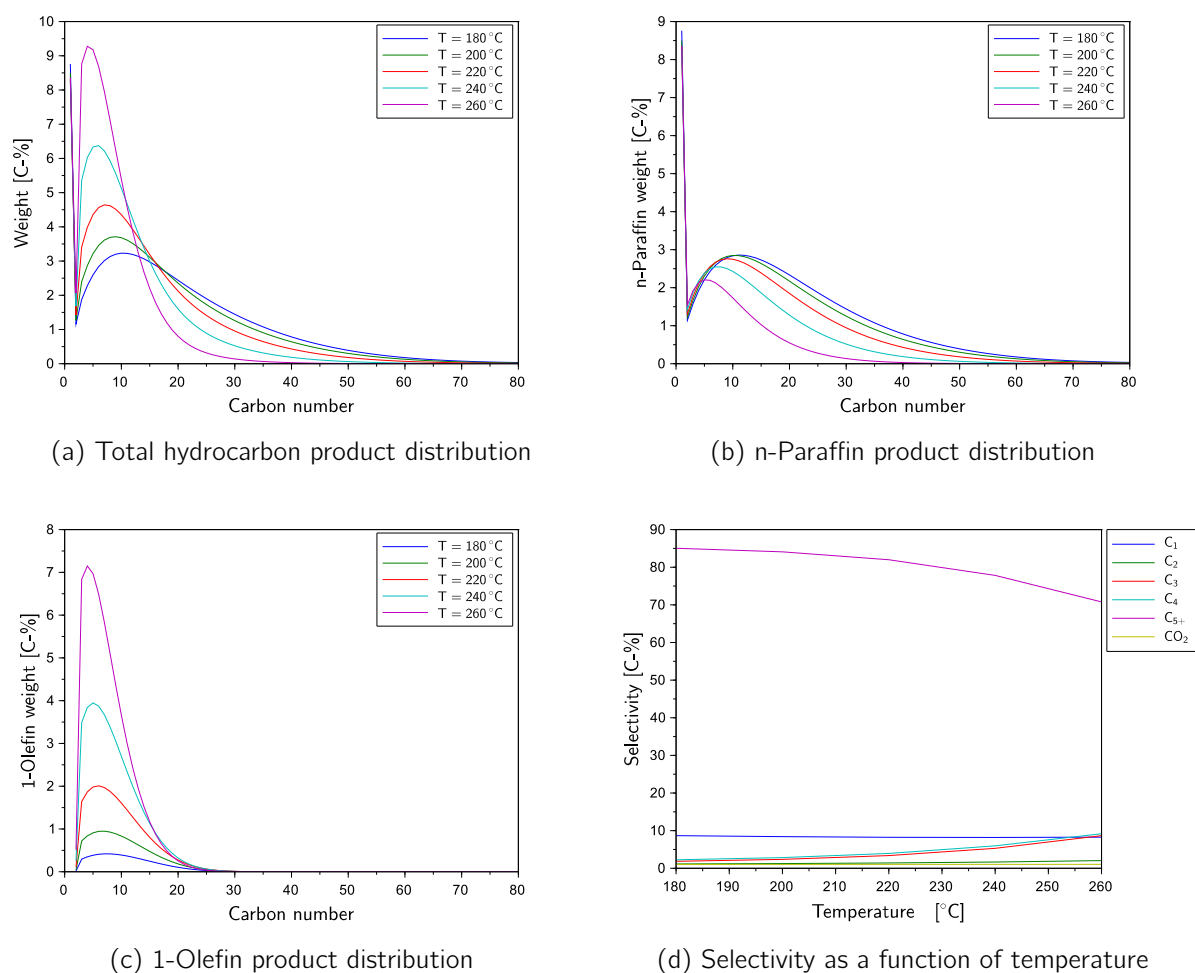 10
9
8
7
6
5
4
3
2
1
0
Weight [C-%]
T = 180 °C
T = 200 °C
T = 220 °C
T = 240 °C
T = 260 °C
0 10 20 30 40 50 60 70 80
Carbon number
(a) Total hydrocarbon product distribution
9
8
7
6
5
4
3
2
1
0
n-Paraffin weight [C-%]
T = 180 °C
T = 200 °C
T = 220 °C
T = 240 °C
T = 260 °C
0 10 20 30 40 50 60 70 80
Carbon number
(b) n-Paraffin product distribution
8
7
6
5
4
3
2
1
0
1-Olefin weight [C-%]
T = 180 °C
T = 200 °C
T = 220 °C
T = 240 °C
T = 260 °C
0 10 20 30 40 50 60 70 80
Carbon number
(c) 1-Olefin product distribution
90
80
70
60
50
40
30
20
10
0
Selectivity [C-%]
C₁
C₂
C₃
C₄
C₅₊
CO₂
180 190 200 210 220 230 240 250 260
Temperature [°C]
(d) Selectivity as a function of temperature